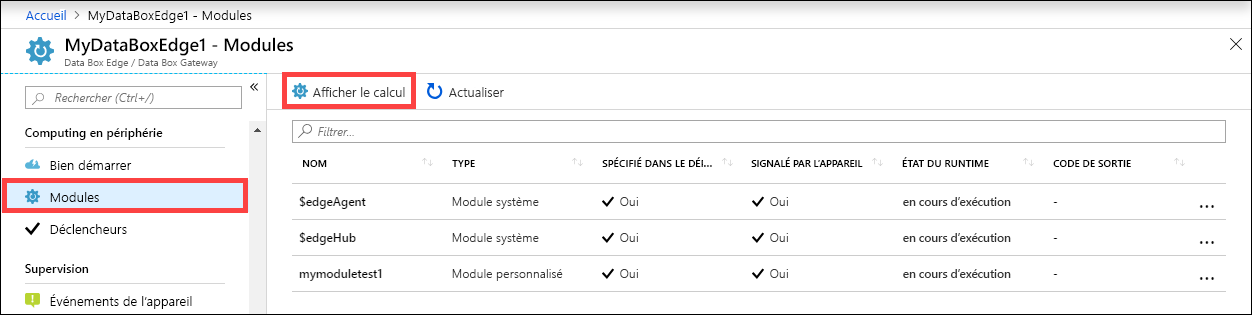 Accueil > MyDataBoxEdge1 - Modules
MyDataBoxEdge1 - Modules
Data Box Edge / Data Box Gateway
Rechercher (Ctrl+/)
«
Computing en périphérie
Bien démarrer
Modules
Déclencheurs
Supervision
Événements de l'appareil
Afficher le calcul Actualiser
Filtrer...
NOM TYPE SPÉCIFIÉ DANS LE DÉI... SIGNALÉ PAR L'APPAREIL ÉTAT DU RUNTIME CODE DE SORTIE
$edgeAgent Module système Oui Oui en cours d'exécution - ...
$edgeHub Module système Oui Oui en cours d'exécution - ...
mymoduletest1 Module personnalisé Oui Oui en cours d'exécution - ...